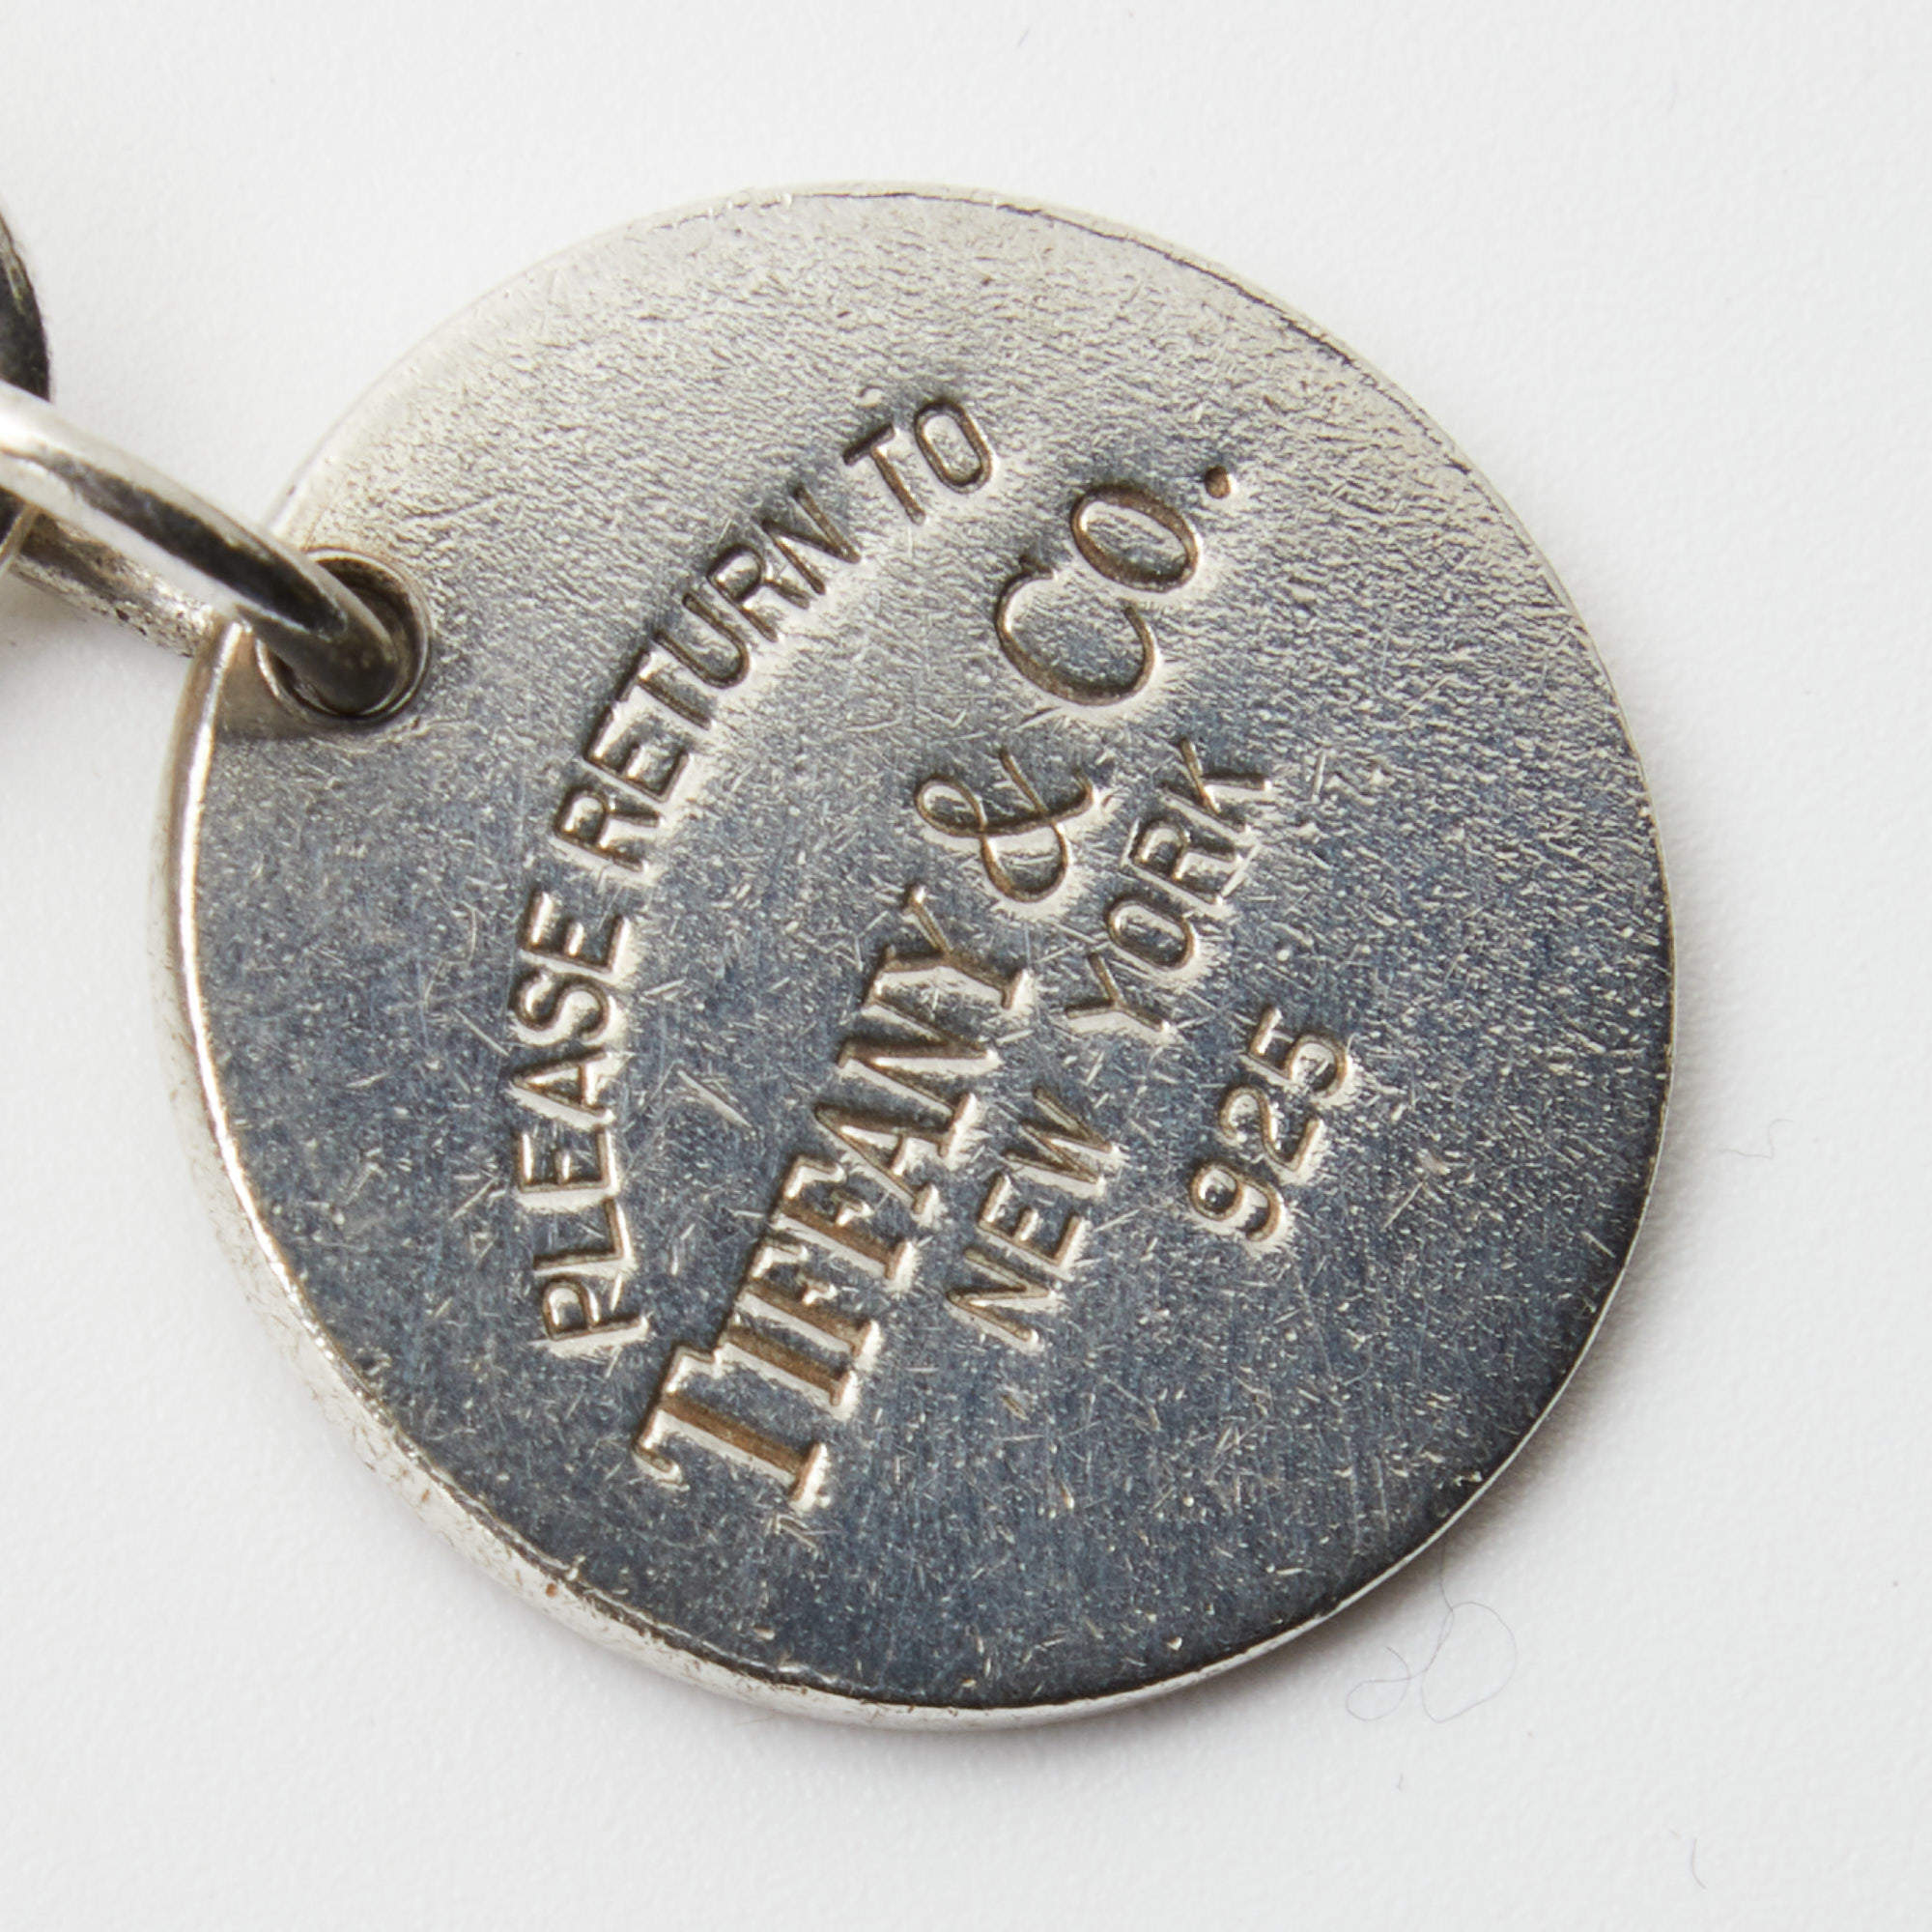 PLEASE RETURN TO
TIFFANY & CO.
NEW YORK
925